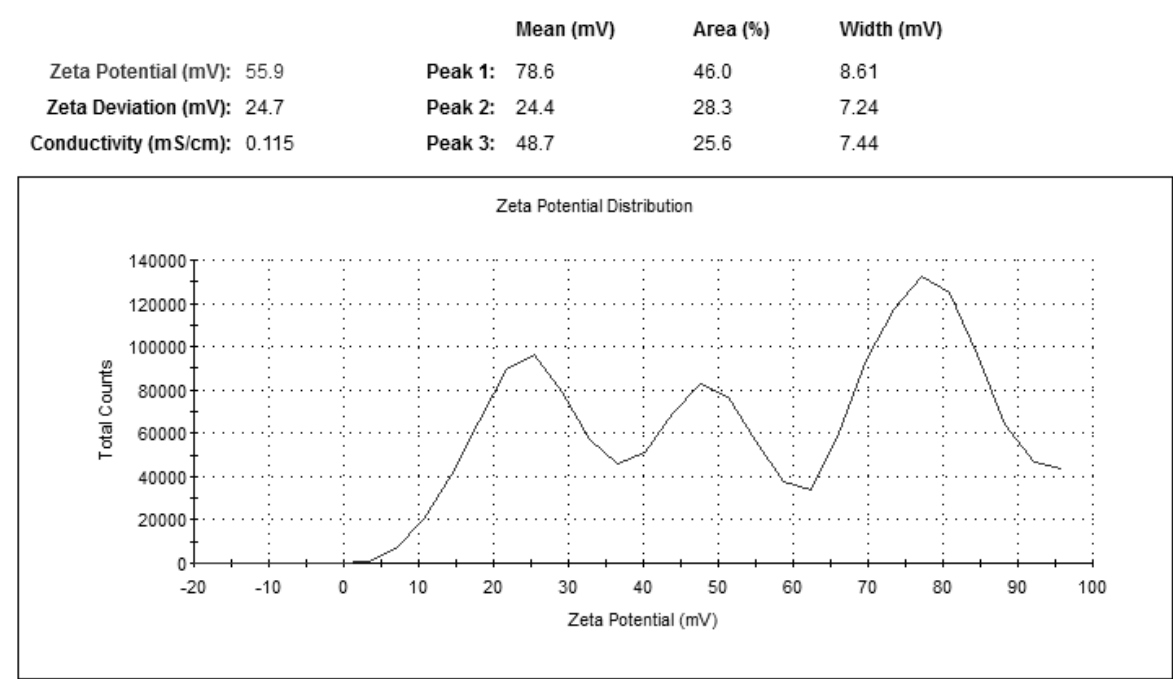 Mean (mV) Area (%) Width (mV)
Zeta Potential (mV): 55.9 Peak 1: 78.6 46.0 8.61
Zeta Deviation (mV): 24.7 Peak 2: 24.4 28.3 7.24
Conductivity (mS/cm): 0.115 Peak 3: 48.7 25.6 7.44
Zeta Potential Distribution
140000
120000
100000
80000
60000
40000
20000
0
Total Counts
-20 -10 0 10 20 30 40 50 60 70 80 90 100
Zeta Potential (mV)